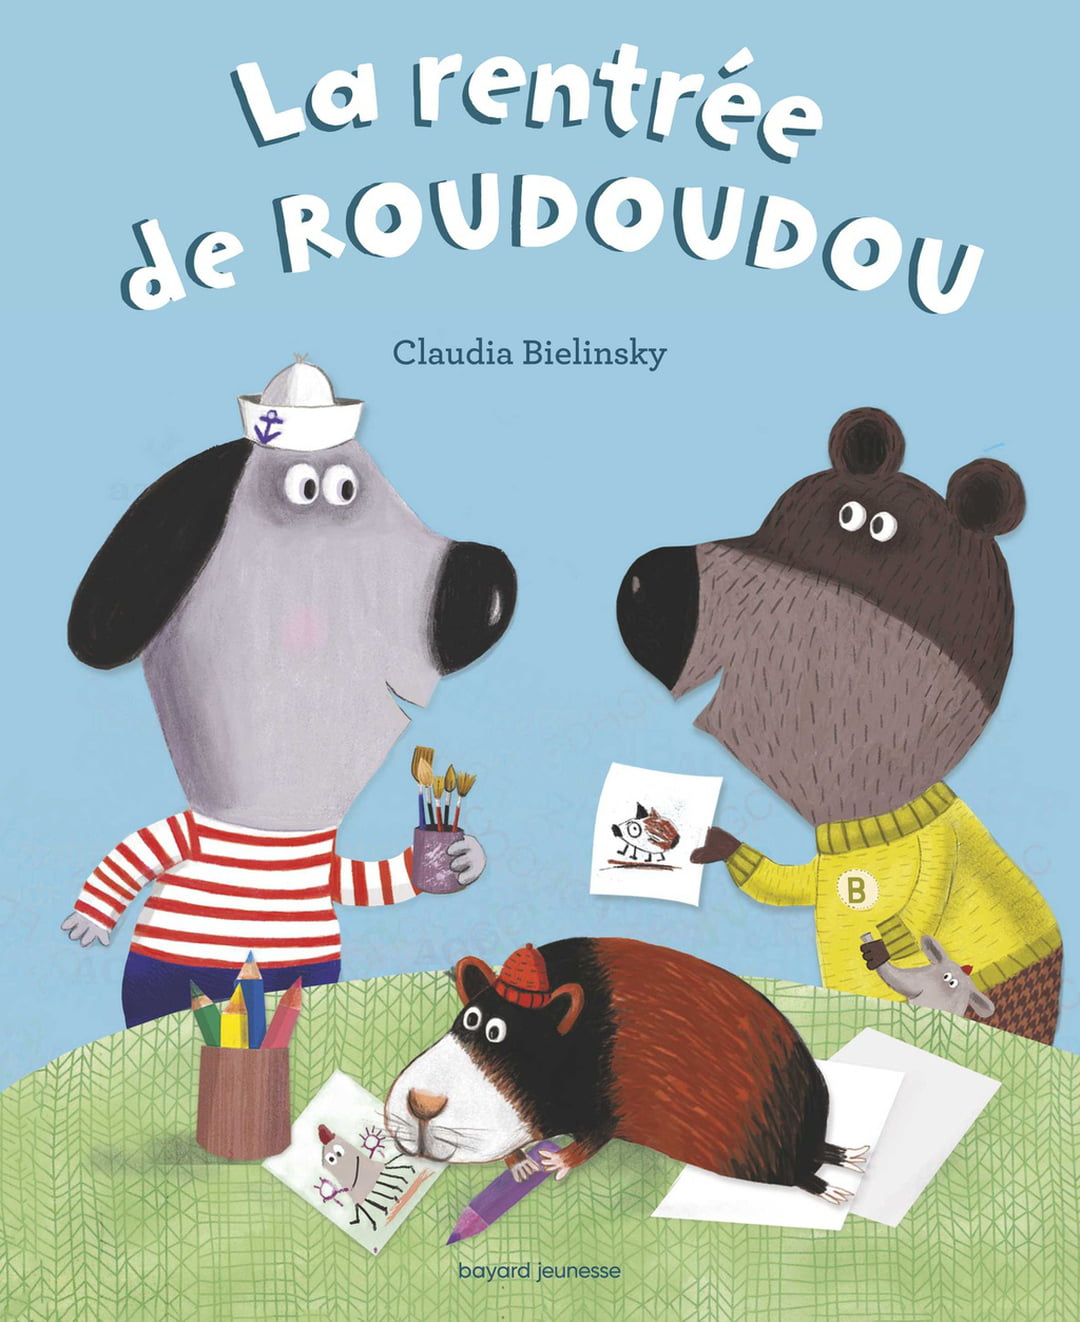 La rentrée
de ROUDOUDOU
Claudia Bielinsky
B
bayard jeunesse